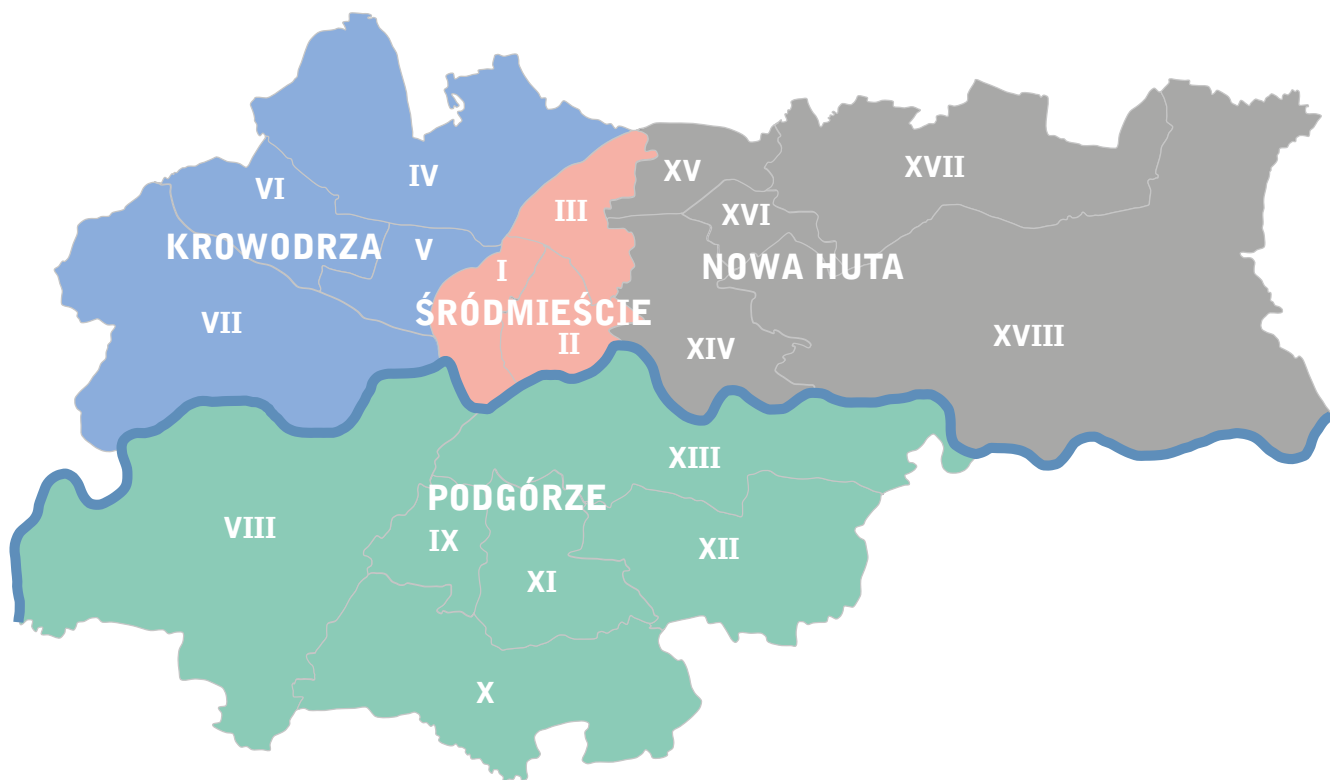 XV
XVII
IV
VI
III
XVI
KROWODRZA
V
I
NOWA HUTA
ŚRÓDMIEŚCIE
VII
II
XIV
XVIII
XIII
PODGÓRZE
VIII
IX
XII
XI
X